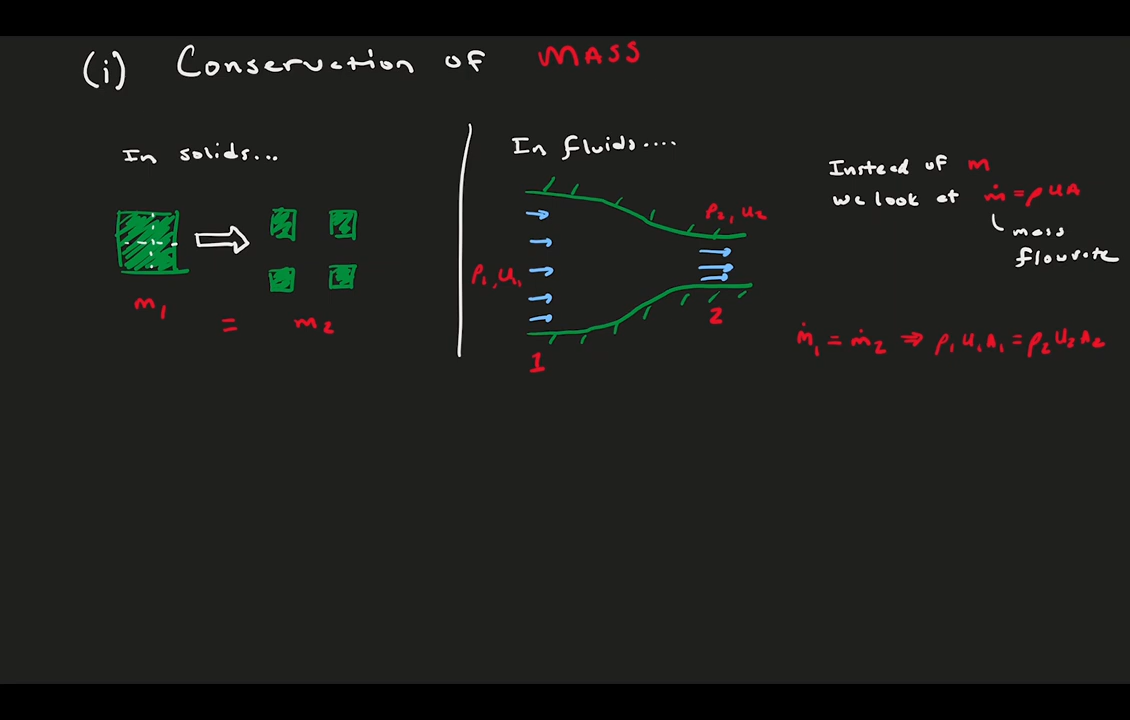 (i) Conservation of MASS
In solids...
m₁ = m₂
In fluids....
ρ₁, u₁
ρ₂, u₂
1
2
Instead of m
we look at ṁ = ρuA
mass
flowrate
ṁ₁ = ṁ₂ ⇒ ρ₁u₁A₁ = ρ₂u₂A₂